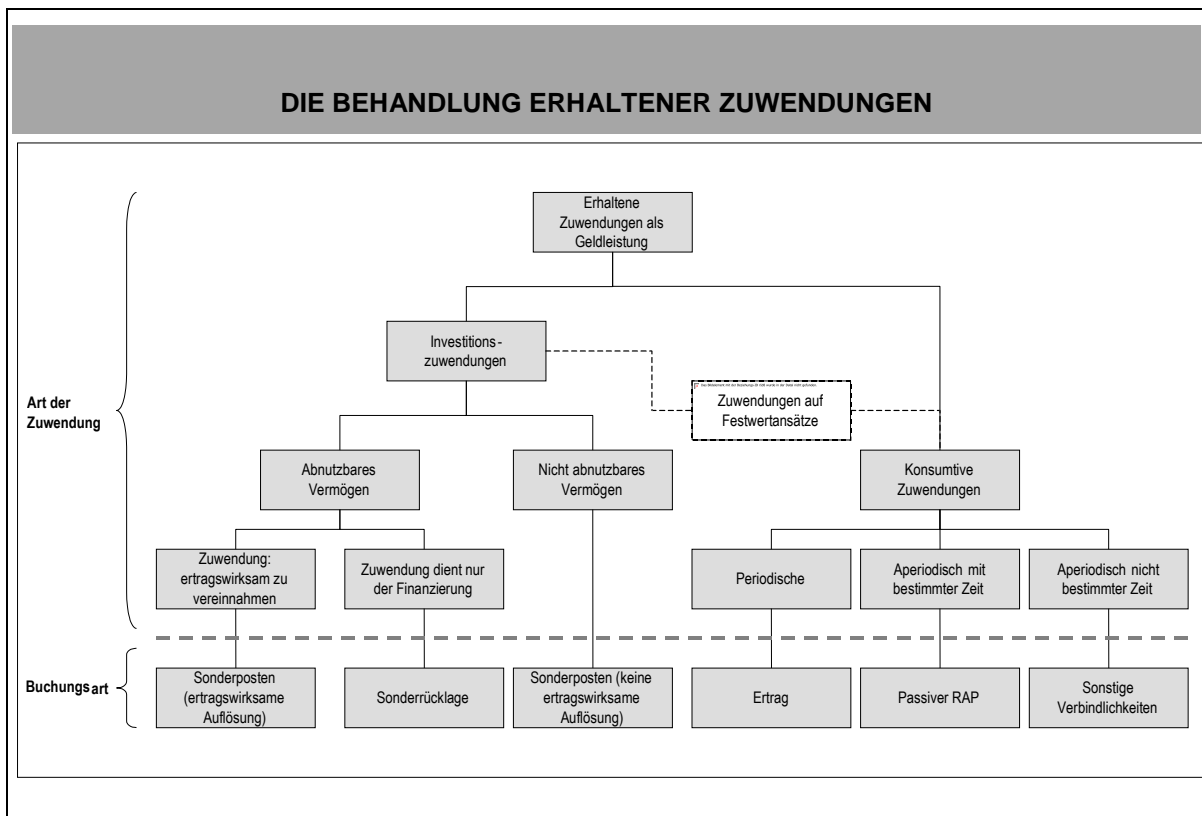 DIE BEHANDLUNG ERHALTENER ZUWENDUNGEN
Erhaltene
Zuwendungen als
Geldleistung
Investitions-
zuwendungen
Zuwendungen auf
Festwertansätze
Art der
Zuwendung
Abnutzbares
Vermögen
Nicht abnutzbares
Vermögen
Konsumtive
Zuwendungen
Zuwendung:
ertragswirksam zu
vereinnahmen
Zuwendung dient nur
der Finanzierung
Periodische
Aperiodisch mit
bestimmter Zeit
Aperiodisch nicht
bestimmter Zeit
Buchungsart
Sonderposten
(ertragswirksame
Auflösung)
Sonderrücklage
Sonderposten (keine
ertragswirksame
Auflösung)
Ertrag
Passiver RAP
Sonstige
Verbindlichkeiten